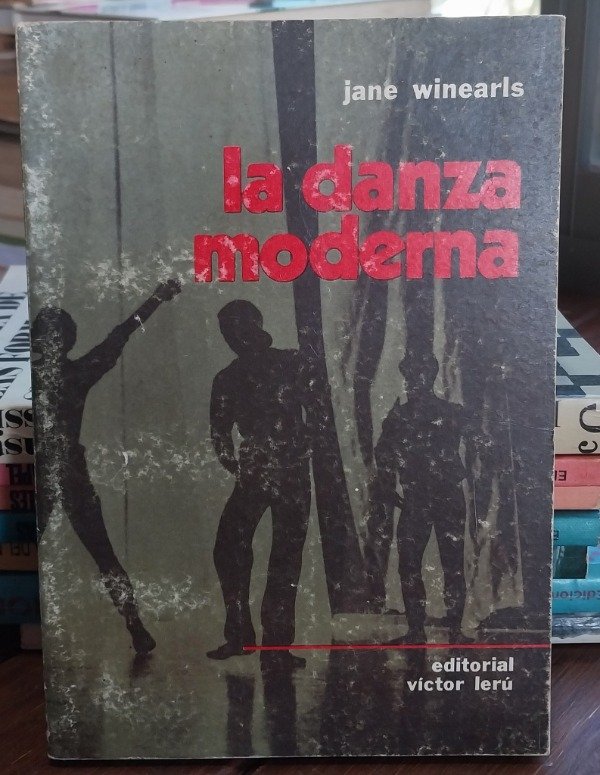 jane winearls
la danza
moderna
editorial
víctor lerú